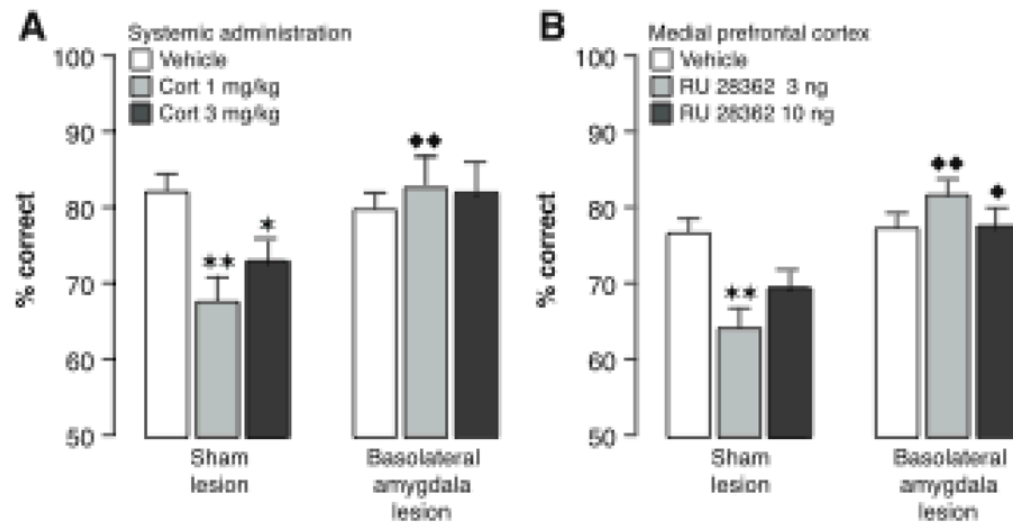 A
Systemic administration
Vehicle
Cort 1 mg/kg
Cort 3 mg/kg
% correct
100
90
80
70
60
50
**
*
♦♦
Sham
lesion
Basolateral
amygdala
lesion
B
Medial prefrontal cortex
Vehicle
RU 28362 3 ng
RU 28362 10 ng
% correct
100
90
80
70
60
50
**
♦♦
♦
Sham
lesion
Basolateral
amygdala
lesion